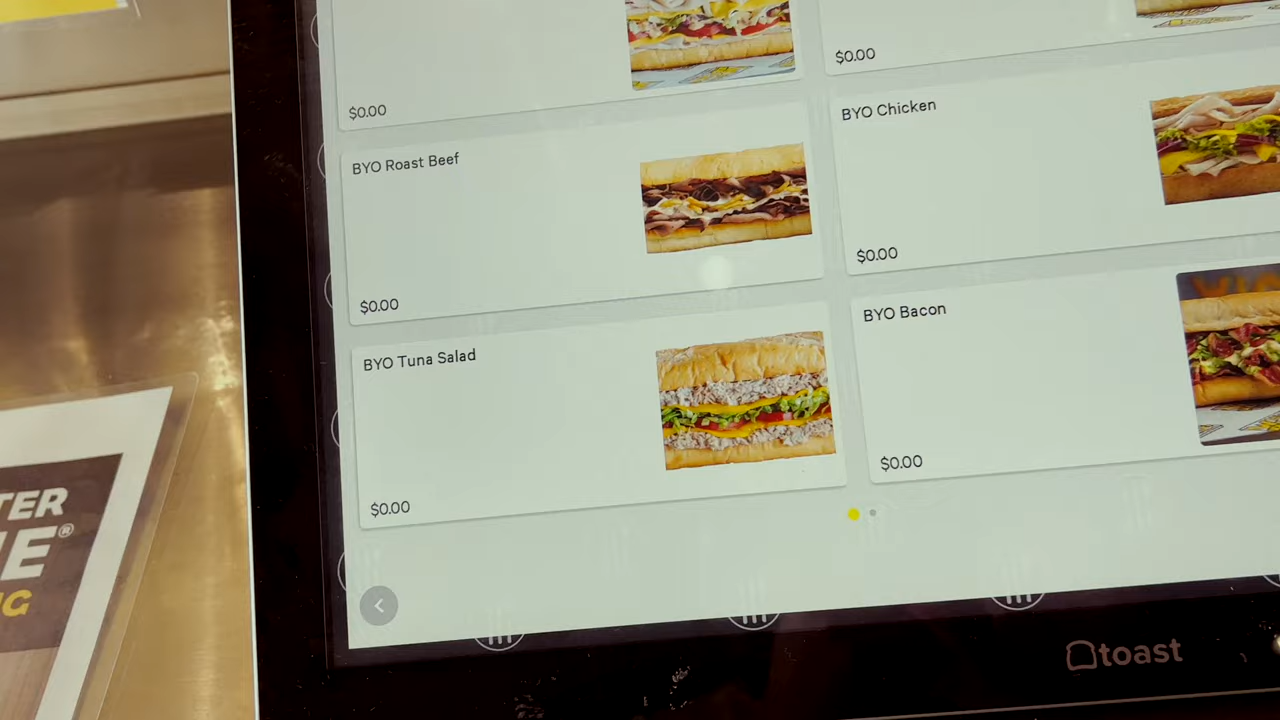 $0.00
$0.00
BYO Roast Beef
$0.00
BYO Chicken
$0.00
BYO Tuna Salad
$0.00
BYO Bacon
$0.00
toast
TER
E®
G